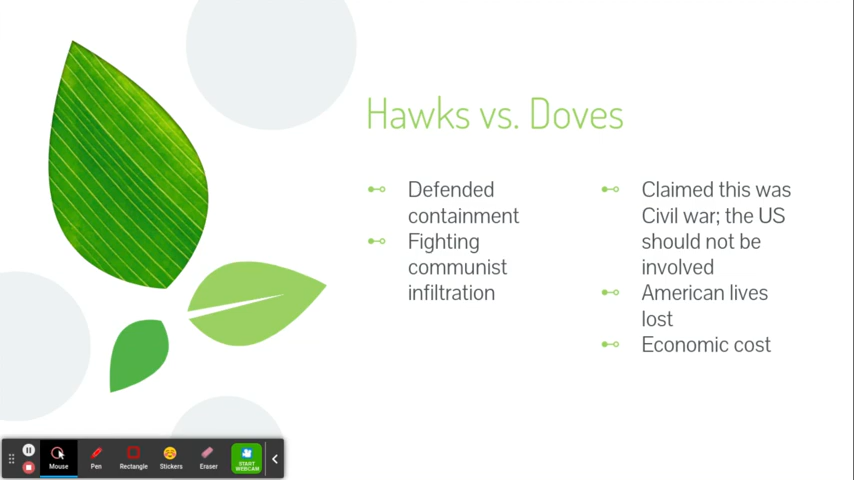 Hawks vs. Doves
Defended
containment
Fighting
communist
infiltration
Claimed this was
Civil war; the US
should not be
involved
American lives
lost
Economic cost
Mouse
Pen
Rectangle
Stickers
Eraser
START
WEBCAM